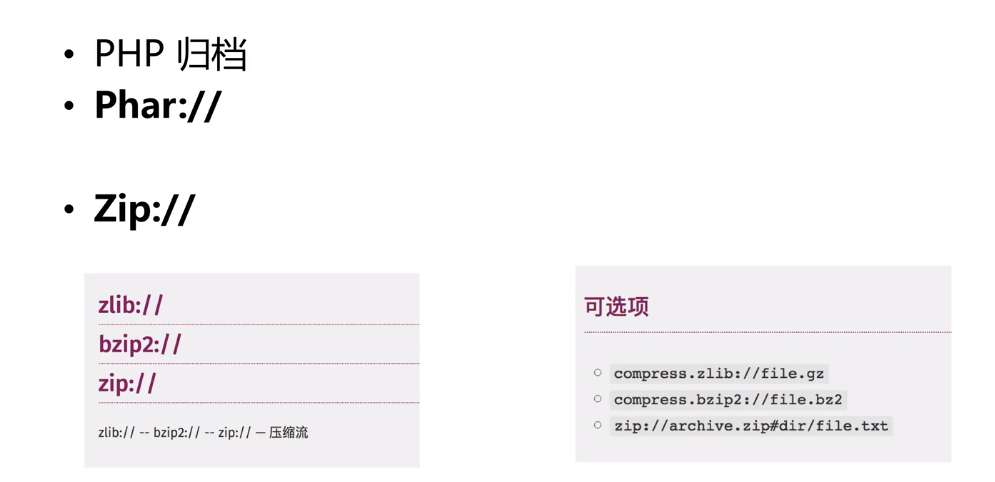 • PHP 归档
• Phar://
• Zip://
zlib://
bzip2://
zip://
zlib:// -- bzip2:// -- zip:// — 压缩流
可选项
○ compress.zlib://file.gz
○ compress.bzip2://file.bz2
○ zip://archive.zip#dir/file.txt